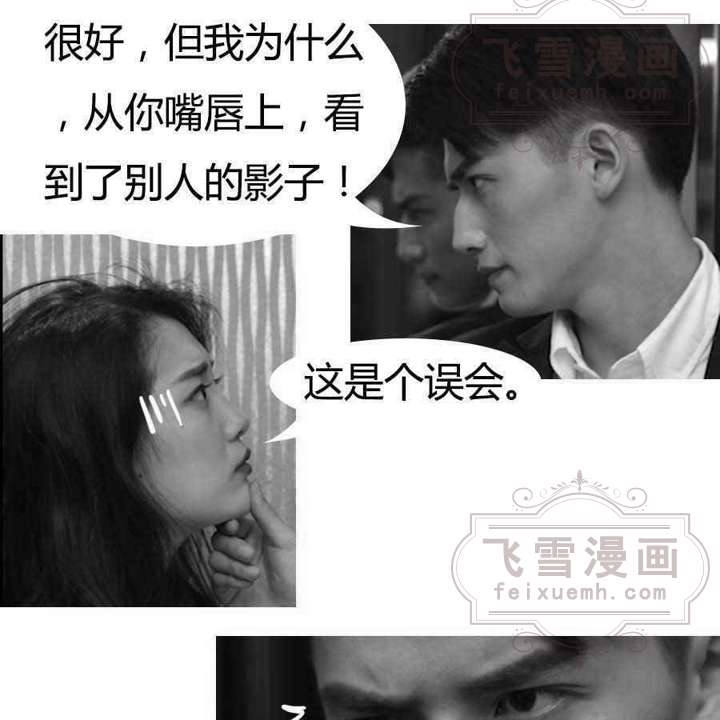 很好，但我为什么
，从你嘴唇上，看
到了别人的影子！
飞雪漫画
feixuemh.com
这是个误会。
飞雪漫画
feixuemh.com